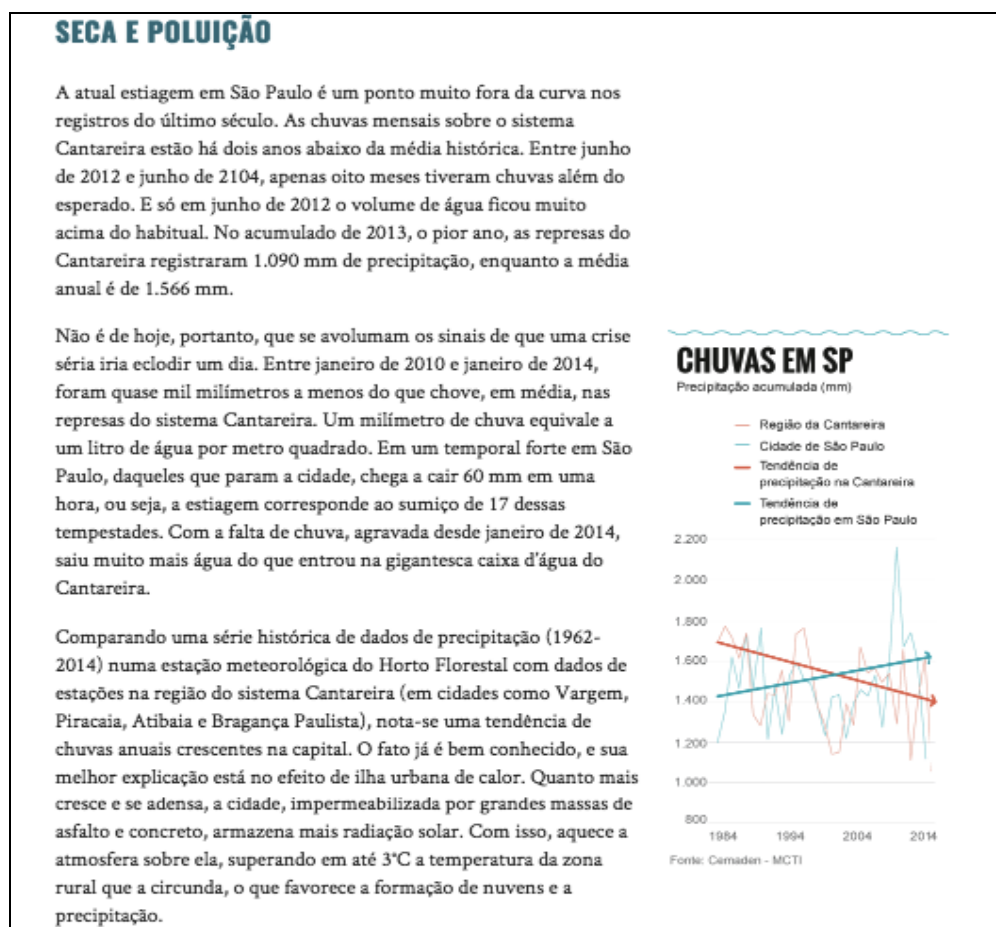 SECA E POLUIÇÃO
A atual estiagem em São Paulo é um ponto muito fora da curva nos
registros do último século. As chuvas mensais sobre o sistema
Cantareira estão há dois anos abaixo da média histórica. Entre junho
de 2012 e junho de 2104, apenas oito meses tiveram chuvas além do
esperado. E só em junho de 2012 o volume de água ficou muito
acima do habitual. No acumulado de 2013, o pior ano, as represas do
Cantareira registraram 1.090 mm de precipitação, enquanto a média
anual é de 1.566 mm.
Não é de hoje, portanto, que se avolumam os sinais de que uma crise
séria iria eclodir um dia. Entre janeiro de 2010 e janeiro de 2014,
foram quase mil milímetros a menos do que chove, em média, nas
represas do sistema Cantareira. Um milímetro de chuva equivale a
um litro de água por metro quadrado. Em um temporal forte em São
Paulo, daqueles que param a cidade, chega a cair 60 mm em uma
hora, ou seja, a estiagem corresponde ao sumiço de 17 dessas
tempestades. Com a falta de chuva, agravada desde janeiro de 2014,
saiu muito mais água do que entrou na gigantesca caixa d'água do
Cantareira.
Comparando uma série histórica de dados de precipitação (1962-
2014) numa estação meteorológica do Horto Florestal com dados de
estações na região do sistema Cantareira (em cidades como Vargem,
Piracaia, Atibaia e Bragança Paulista), nota-se uma tendência de
chuvas anuais crescentes na capital. O fato já é bem conhecido, e sua
melhor explicação está no efeito de ilha urbana de calor. Quanto mais
cresce e se adensa, a cidade, impermeabilizada por grandes massas de
asfalto e concreto, armazena mais radiação solar. Com isso, aquece a
atmosfera sobre ela, superando em até 3°C a temperatura da zona
rural que a circunda, o que favorece a formação de nuvens e a
precipitação.
CHUVAS EM SP
Precipitação acumulada (mm)
Região da Cantareira
Cidade de São Paulo
Tendência de
precipitação na Cantareira
Tendência de
precipitação em São Paulo
2.200
2.000
1.800
1.600
1.400
1.200
1.000
800
1984 1994 2004 2014
Fonte: Cemaden - MCTI